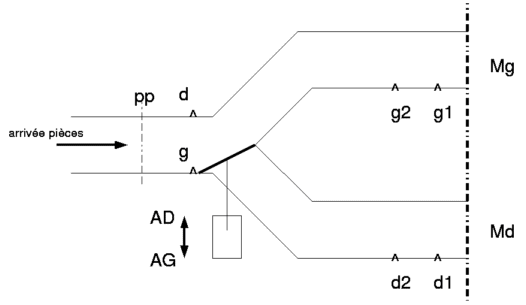 Mg
pp d
g2 g1
arrivée pièces
g
AD
AG
Md
d2 d1